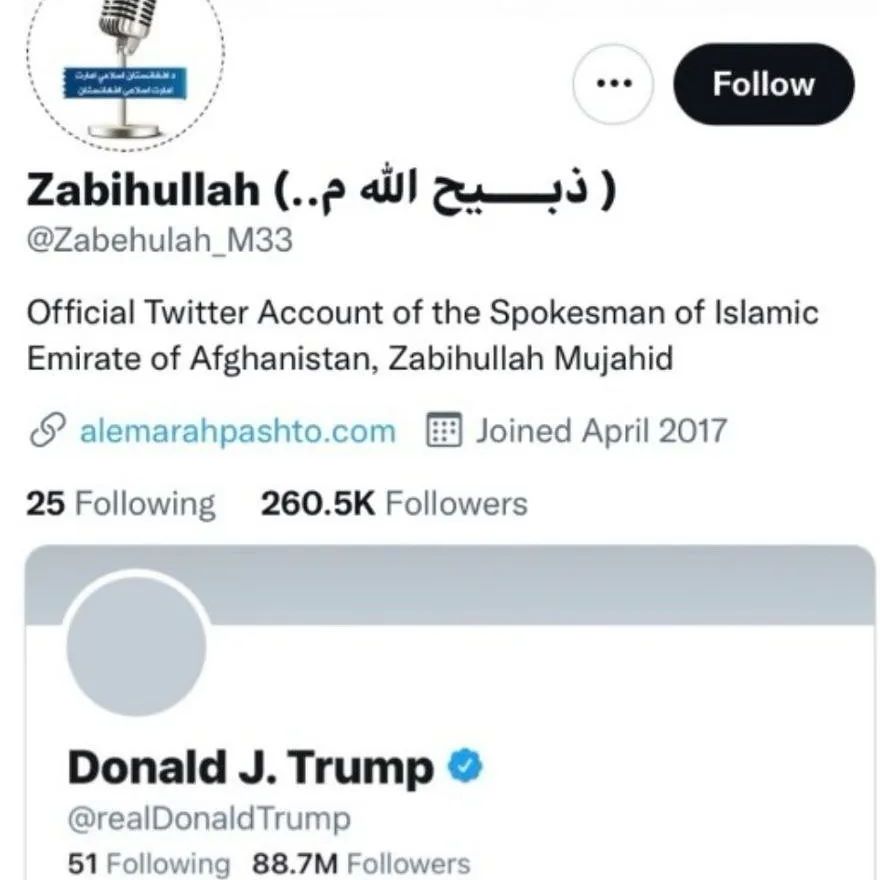 د افغانستان اسلامي امارت
امارت اسلامی افغانستان
Follow
Zabihullah (..ذبـــــيح الله م )
@Zabehulah_M33
Official Twitter Account of the Spokesman of Islamic
Emirate of Afghanistan, Zabihullah Mujahid
alemarahpashto.com Joined April 2017
25 Following 260.5K Followers
Donald J. Trump
@realDonaldTrump
51 Following 88.7M Followers